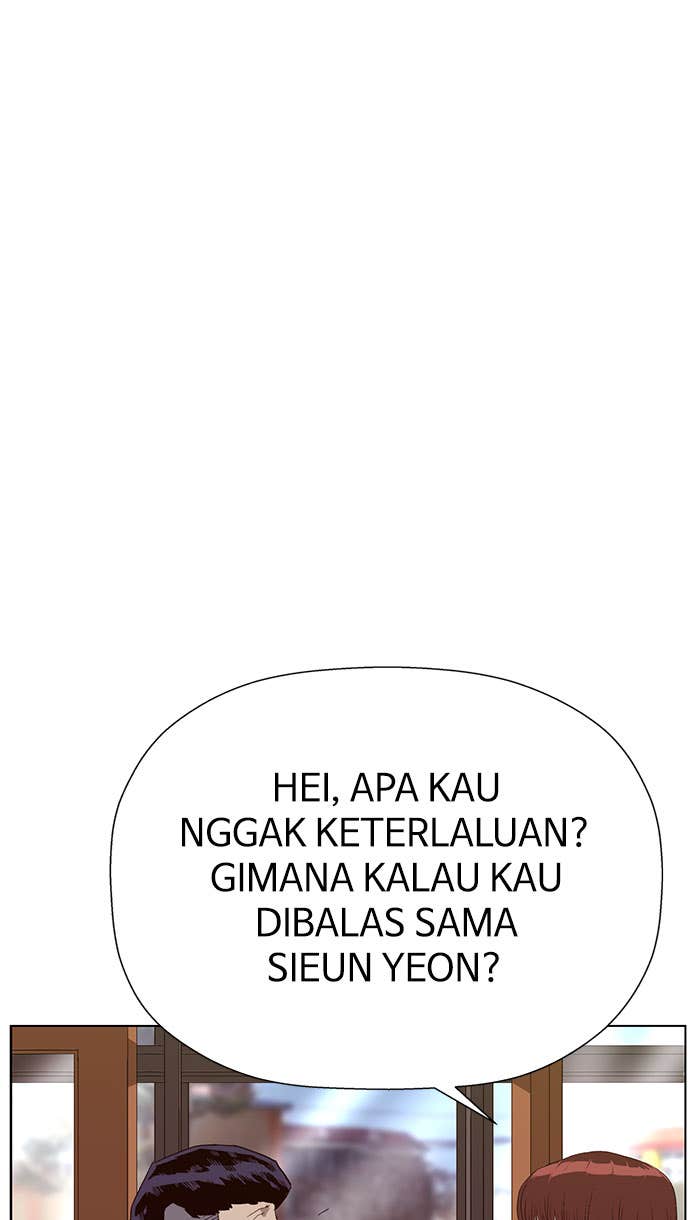 HEI, APA KAU
NGGAK KETERLALUAN?
GIMANA KALAU KAU
DIBALAS SAMA
SIEUN YEON?